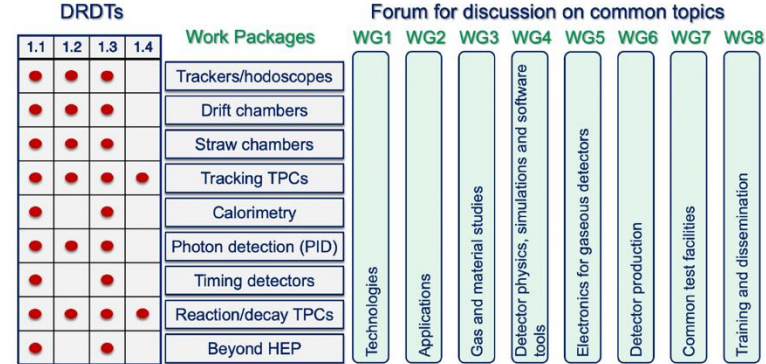 DRDTs
Forum for discussion on common topics
1.1 1.2 1.3 1.4
Work Packages
WG1 WG2 WG3 WG4 WG5 WG6 WG7 WG8
Trackers/hodoscopes
Drift chambers
Straw chambers
Tracking TPCs
Calorimetry
Photon detection (PID)
Timing detectors
Reaction/decay TPCs
Beyond HEP
Technologies
Applications
Gas and material studies
Detector physics, simulations and software
tools
Electronics for gaseous detectors
Detector production
Common test facilities
Training and dissemination